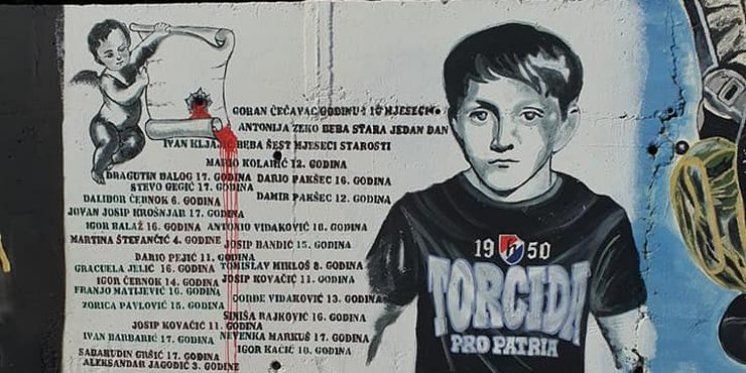 GORAN ČEČAVAC GODINU I 10 MJESECI
ANTONIJA ZEKO BEBA STARA JEDAN DAN
IVAN KLJAJIĆ BEBA ŠEST MJESECI STAROSTI
MARIO KOLARIĆ 12. GODINA
DRAGUTIN BALOG 17. GODINA DARIO PAKŠEC 16. GODINA
STEVO GEGIĆ 17. GODINA
DALIBOR ČERNOK 6. GODINA DAMIR PAKŠEC 12. GODINA
JOVAN JOSIP KROŠNJAR 17. GODINA
IGOR BALAŽ 16. GODINA ANTONIO VIDAKOVIĆ 18. GODINA
MARTINA ŠTEFANČIĆ 4. GODINE JOSIP BANDIĆ 15. GODINA
DARIO PEJIĆ 11. GODINA
GRACUELA JELIĆ 16. GODINA TOMISLAV MIKLOŠ 8. GODINA
IGOR ČERNOK 14. GODINA JOSIP KOVAČIĆ 11. GODINA
FRANJO MATIJEVIĆ 16. GODINA
ZORICA PAVLOVIĆ 15. GODINA ĐORĐE VIDAKOVIĆ 13. GODINA
SINIŠA RAJKOVIĆ 16. GODINA
JOSIP KOVAČIĆ 11. GODINA
IVAN BARBARIĆ 17. GODINA NEVENKA MARKUŠ 17. GODINA
IGOR KAČIĆ 18. GODINA
SABAHUDIN GRŠIĆ 17. GODINA
ALEKSANDAR JAGODIĆ 3. GODINE
19 50
TORCIDA
PRO PATRIA